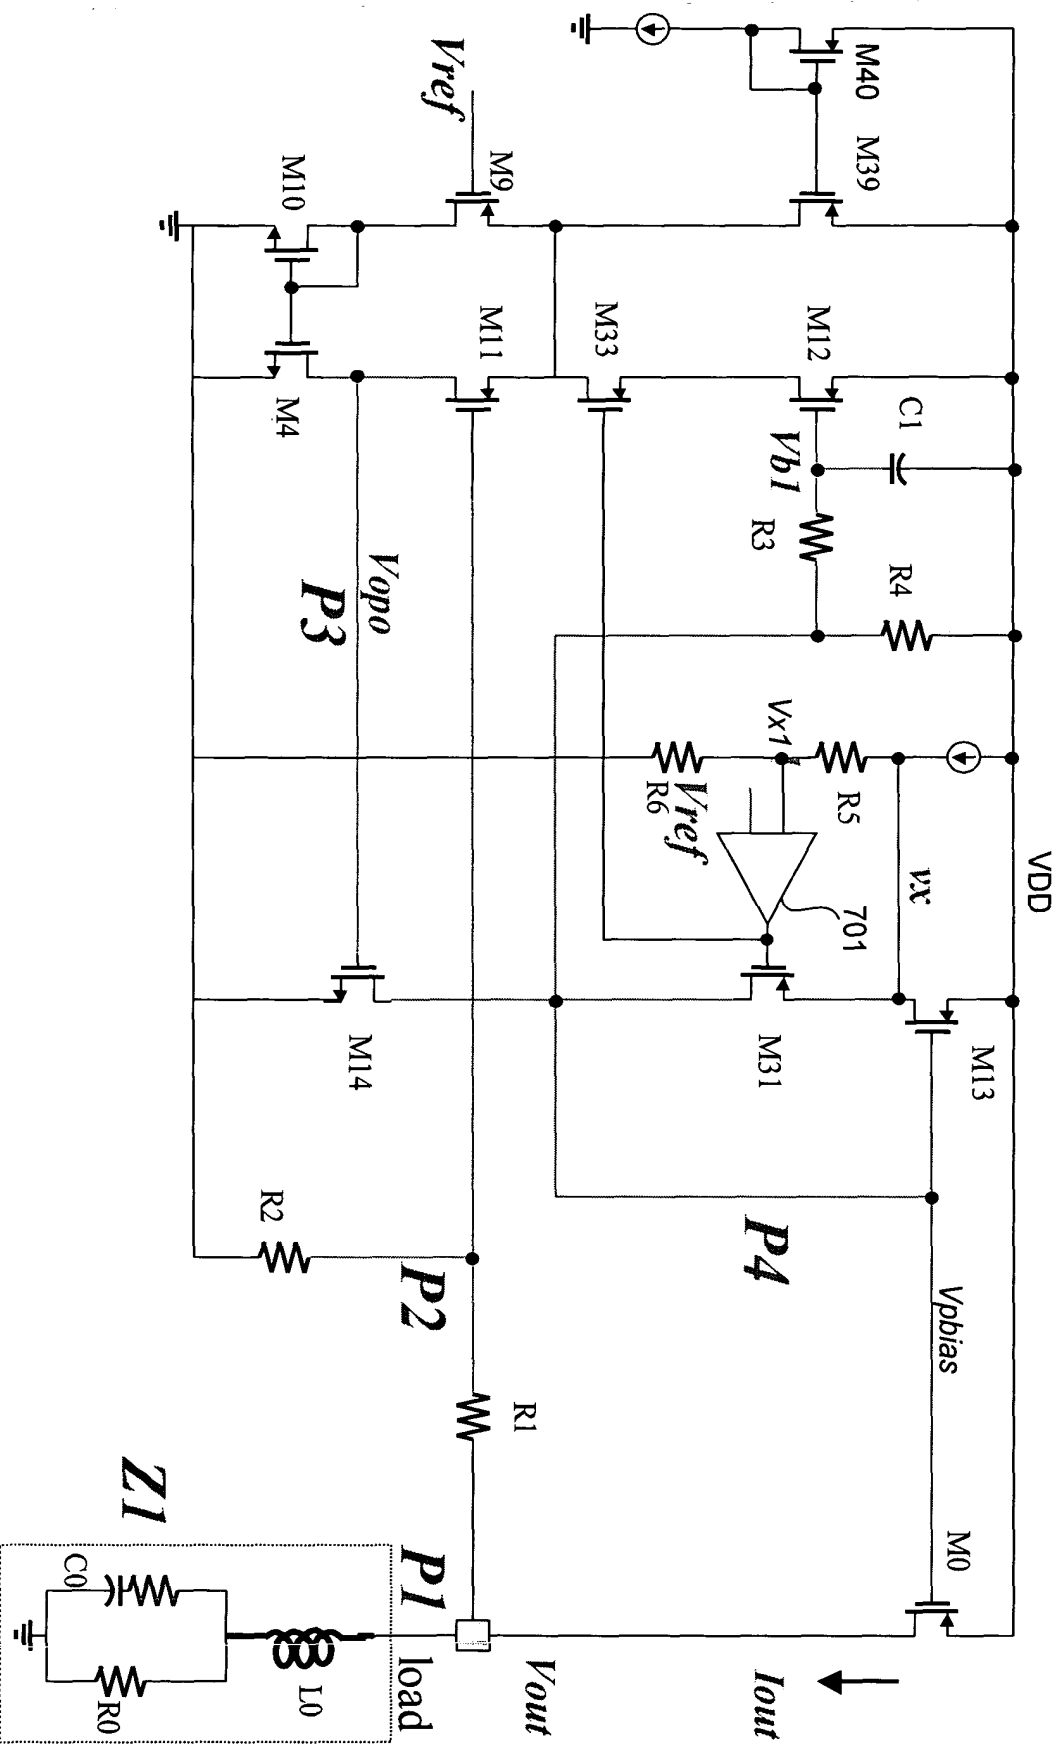 VDD
M40
M39
M12
C1
R4
M13
M0
Vb1
R3
R5
vx
701
Vx1
Vref
R6
M31
Vpbias
Iout
M33
P4
Vref
M9
M11
R1
Vout
M10
M4
Vopo
P3
M14
P2
P1
load
R2
Z1
L0
C0
R0